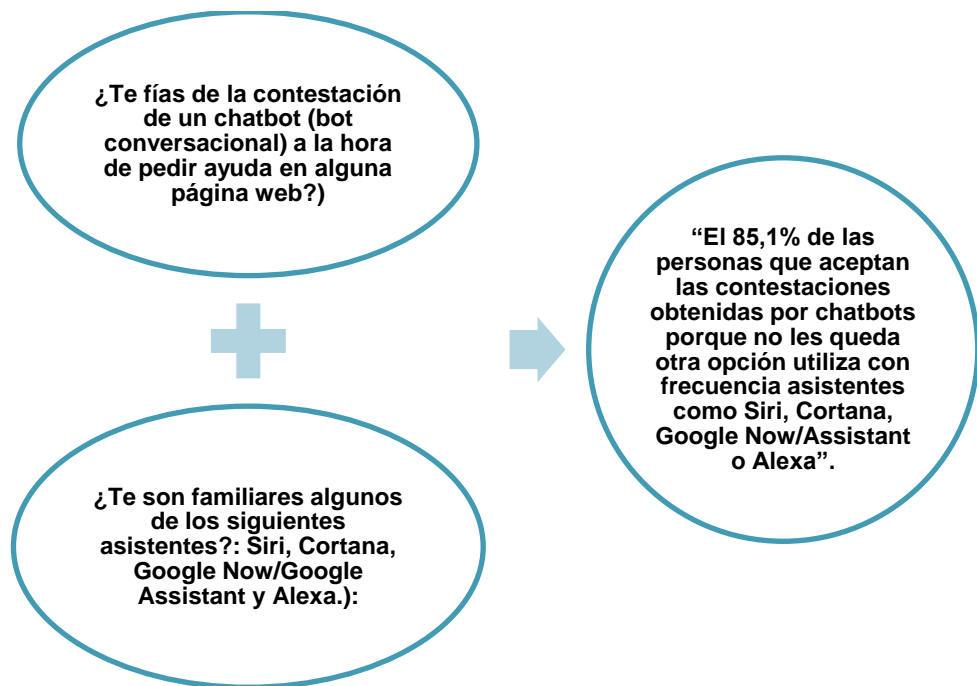 ¿Te fías de la contestación
de un chatbot (bot
conversacional) a la hora
de pedir ayuda en alguna
página web?)
¿Te son familiares algunos
de los siguientes
asistentes?: Siri, Cortana,
Google Now/Google
Assistant y Alexa.):
“El 85,1% de las
personas que aceptan
las contestaciones
obtenidas por chatbots
porque no les queda
otra opción utiliza con
frecuencia asistentes
como Siri, Cortana,
Google Now/Assistant
o Alexa”.